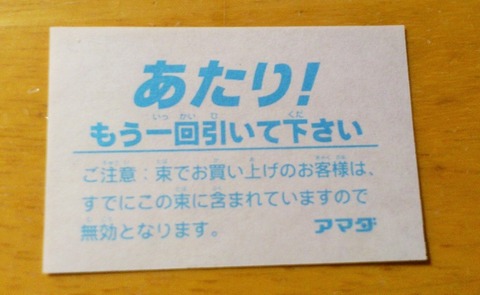 あたり!
もう一回引いて下さい
ご注意:束でお買い上げのお客様は、
すでにこの束に含まれていますので
無効となります。 アマダ